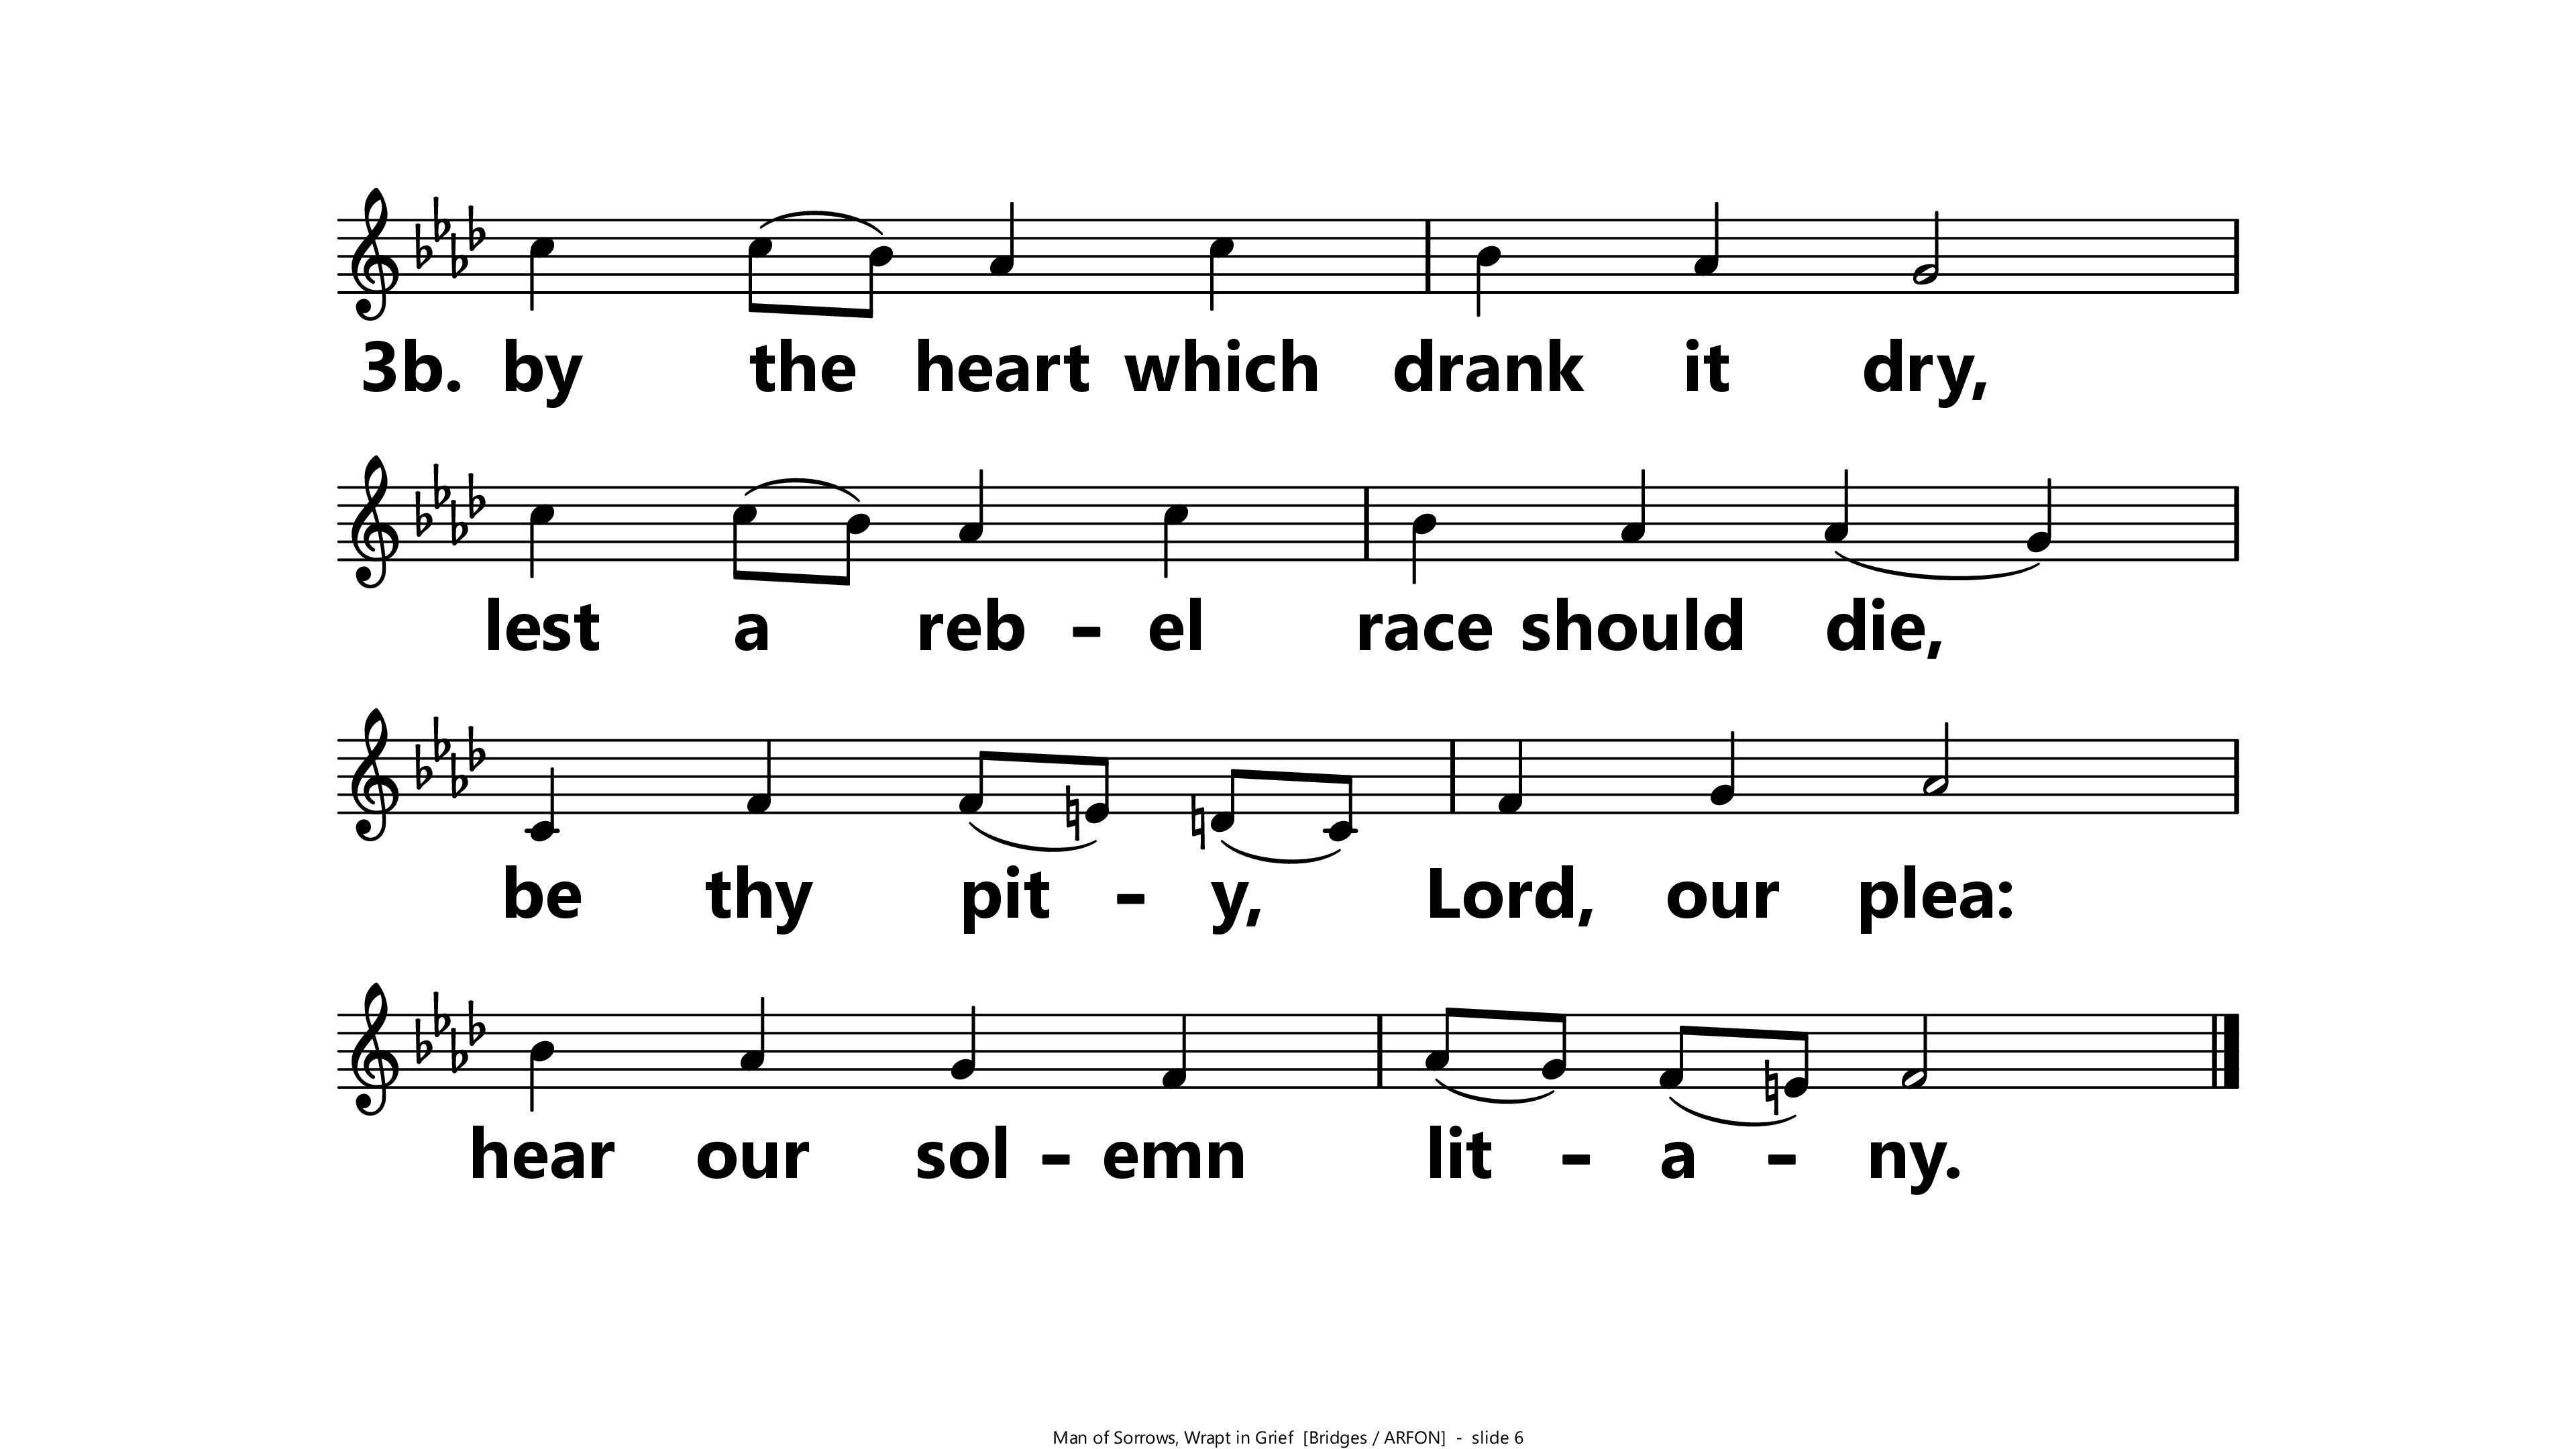 3b. by the heart which drank it dry,
lest a reb - el race should die,
be thy pit - y, Lord, our plea:
hear our sol - emn lit - a - ny.
Man of Sorrows, Wrapt in Grief [Bridges / ARFON] - slide 6